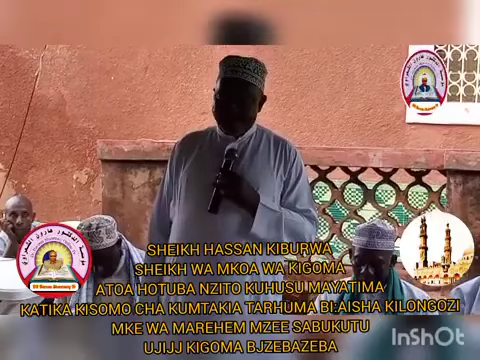 SHEIKH HASSAN KIBURWA
SHEIKH WA MKOA WA KIGOMA
ATOA HOTUBA NZITO KUHUSU MAYATIMA
KATIKA KISOMO CHA KUMTAKIA TARHUMA BI:AISHA KILONGOZI
MKE WA MAREHEM MZEE SABUKUTU
UJIJJ KIGOMA BJZEBAZEBA
InShOt